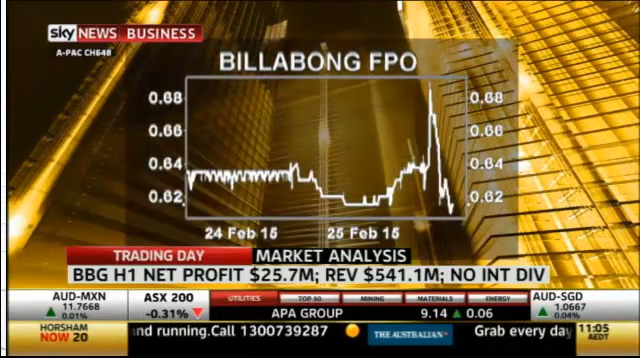 sky NEWS BUSINESS
A-PAC CH648
BILLABONG FPO
0.68 0.68
0.66 0.66
0.64 0.64
0.62 0.62
24 Feb 15 25 Feb 15
TRADING DAY MARKET ANALYSIS
BBG H1 NET PROFIT $25.7M; REV $541.1M; NO INT DIV
AUD-MXN ASX 200 UTILITIES TOP 50 MINING MATERIALS ENERGY AUD-SGD
11.7668 -0.31% APA GROUP 9.14 0.06 1.0667
0.01% 0.04%
HORSHAM nd running.Call 1300739287 THE AUSTRALIAN Grab every day 11:05
NOW 20 AEDT